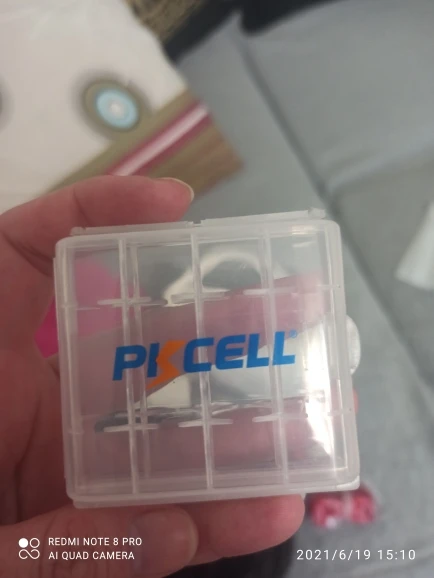 PKCELL®
REDMI NOTE 8 PRO
AI QUAD CAMERA
2021/6/19 15:10